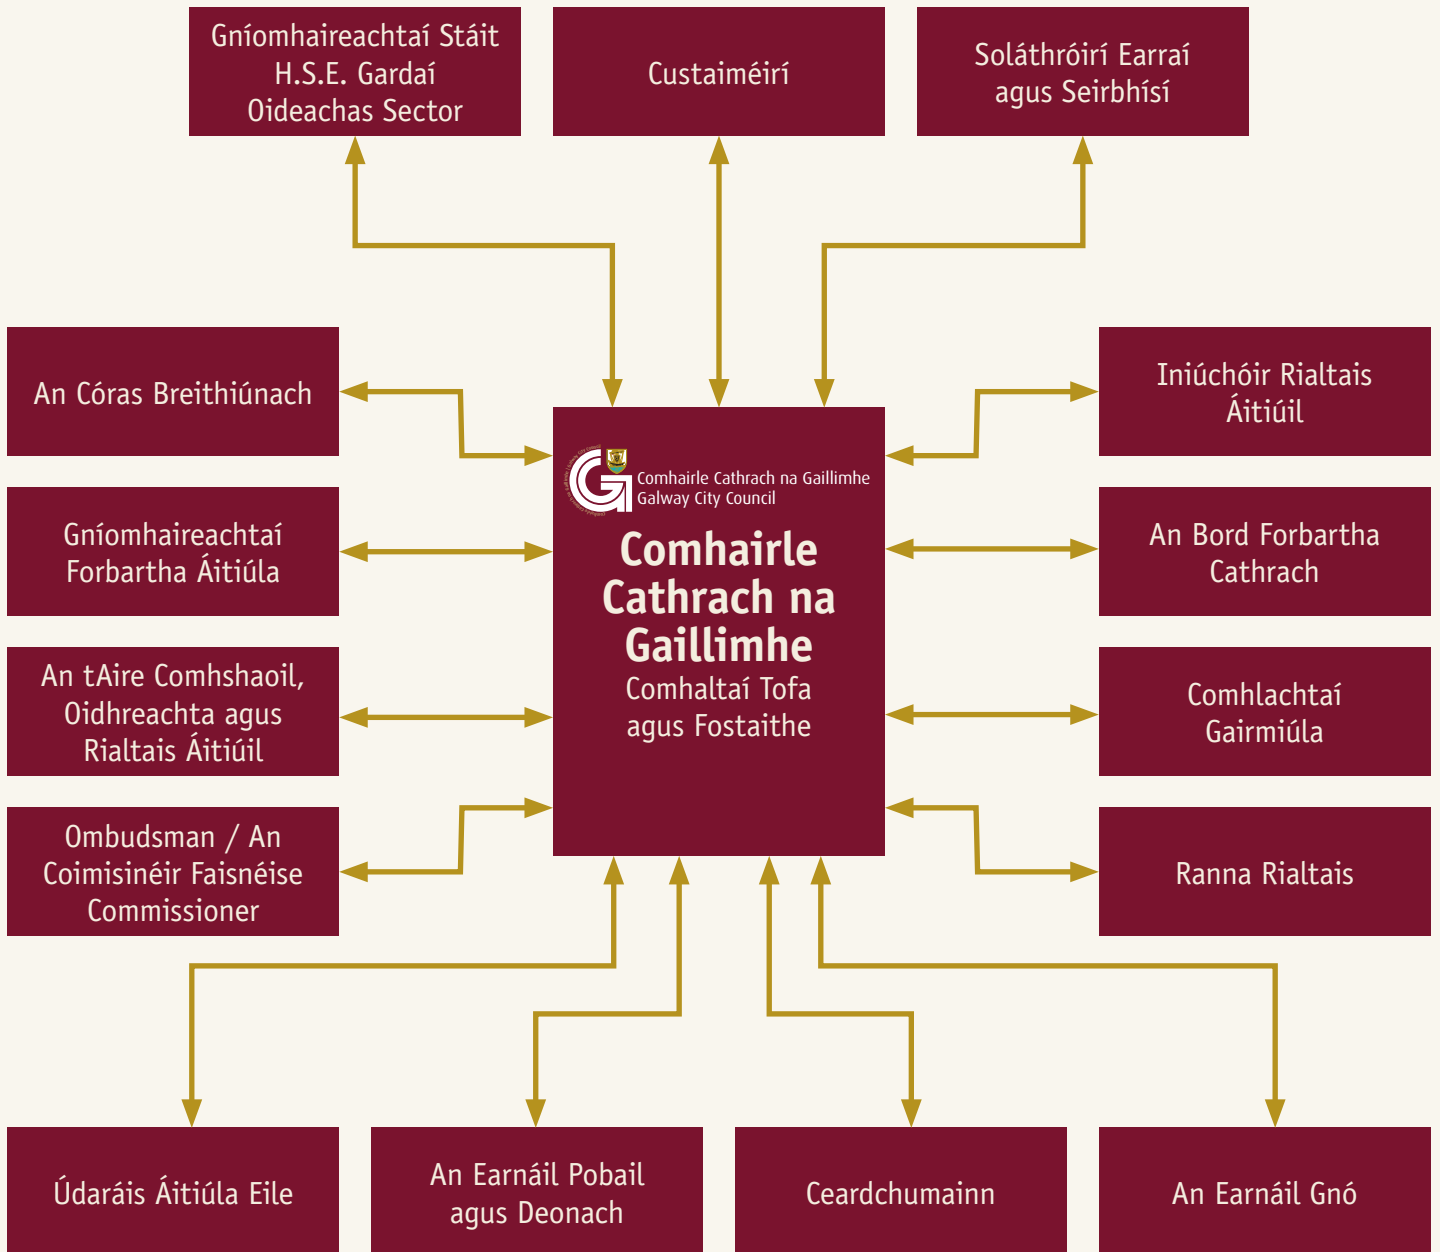 Gníomhaireachtaí Stáit
H.S.E. Gardaí
Oideachas Sector
Custaiméirí
Soláthróirí Earraí
agus Seirbhísí
An Córas Breithiúnach
Iniúchóir Rialtais
Áitiúil
Comhairle Cathrach na Gaillimhe
Galway City Council
Comhairle
Cathrach na
Gaillimhe
Comhaltaí Tofa
agus Fostaithe
Gníomhaireachtaí
Forbartha Áitiúla
An Bord Forbartha
Cathrach
An tAire Comhshaoil,
Oidhreachta agus
Rialtais Áitiúil
Comhlachtaí
Gairmiúla
Ombudsman / An
Coimisinéir Faisnéise
Commissioner
Ranna Rialtais
Údaráis Áitiúla Eile
An Earnáil Pobail
agus Deonach
Ceardchumainn
An Earnáil Gnó